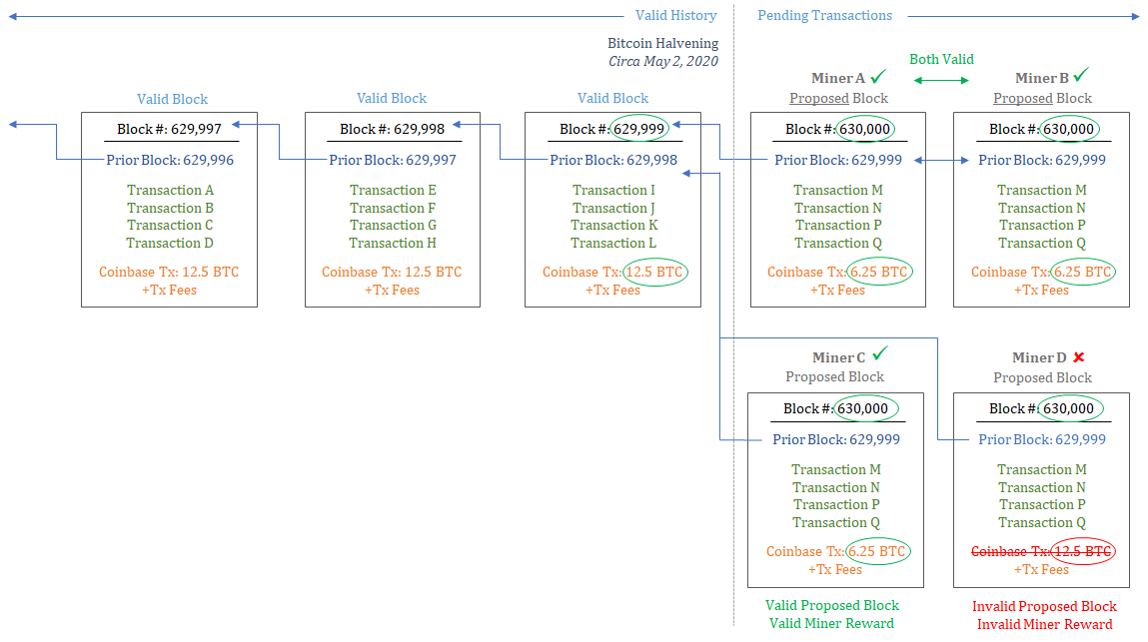 Valid History
Pending Transactions
Bitcoin Halvening
Circa May 2, 2020
Both Valid
Miner A ✓
Proposed Block
Miner B ✓
Proposed Block
Valid Block
Block #: 629,997
Prior Block: 629,996
Transaction A
Transaction B
Transaction C
Transaction D
Coinbase Tx: 12.5 BTC
+Tx Fees
Valid Block
Block #: 629,998
Prior Block: 629,997
Transaction E
Transaction F
Transaction G
Transaction H
Coinbase Tx: 12.5 BTC
+Tx Fees
Valid Block
Block #: 629,999
Prior Block: 629,998
Transaction I
Transaction J
Transaction K
Transaction L
Coinbase Tx: 12.5 BTC
+Tx Fees
Block #: 630,000
Prior Block: 629,999
Transaction M
Transaction N
Transaction P
Transaction Q
Coinbase Tx: 6.25 BTC
+Tx Fees
Block #: 630,000
Prior Block: 629,999
Transaction M
Transaction N
Transaction P
Transaction Q
Coinbase Tx: 6.25 BTC
+Tx Fees
Miner C ✓
Proposed Block
Block #: 630,000
Prior Block: 629,999
Transaction M
Transaction N
Transaction P
Transaction Q
Coinbase Tx: 6.25 BTC
+Tx Fees
Valid Proposed Block
Valid Miner Reward
Miner D ✘
Proposed Block
Block #: 630,000
Prior Block: 629,999
Transaction M
Transaction N
Transaction P
Transaction Q
Coinbase Tx: 12.5 BTC
+Tx Fees
Invalid Proposed Block
Invalid Miner Reward